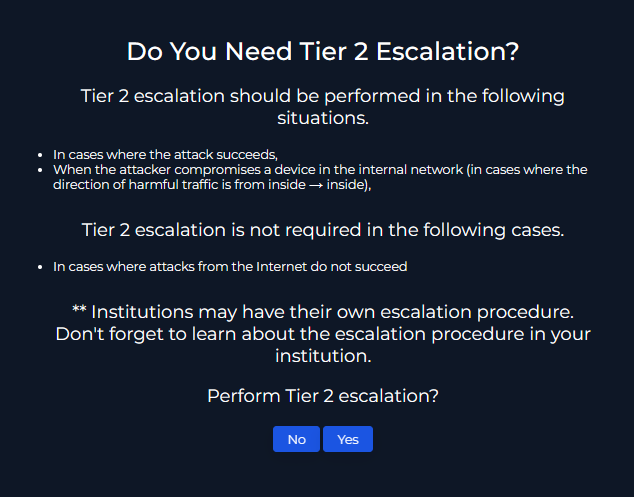 Do You Need Tier 2 Escalation?
Tier 2 escalation should be performed in the following
situations.
• In cases where the attack succeeds,
• When the attacker compromises a device in the internal network (in cases where the
direction of harmful traffic is from inside → inside),
Tier 2 escalation is not required in the following cases.
• In cases where attacks from the Internet do not succeed
** Institutions may have their own escalation procedure.
Don't forget to learn about the escalation procedure in your
institution.
Perform Tier 2 escalation?
No Yes